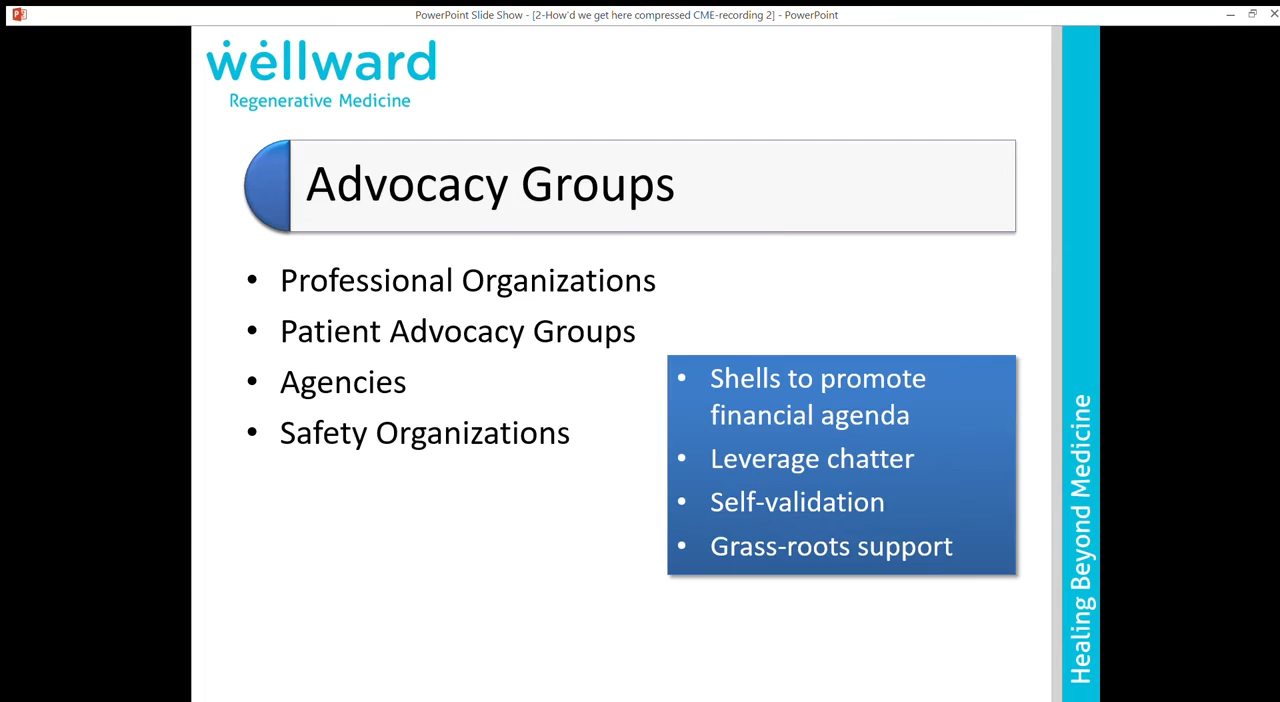 PowerPoint Slide Show - [2-How'd we get here compressed CME-recording 2] - PowerPoint
wellward
Regenerative Medicine
Advocacy Groups
• Professional Organizations
• Patient Advocacy Groups
• Agencies
• Safety Organizations
• Shells to promote
financial agenda
• Leverage chatter
• Self-validation
• Grass-roots support
Healing Beyond Medicine